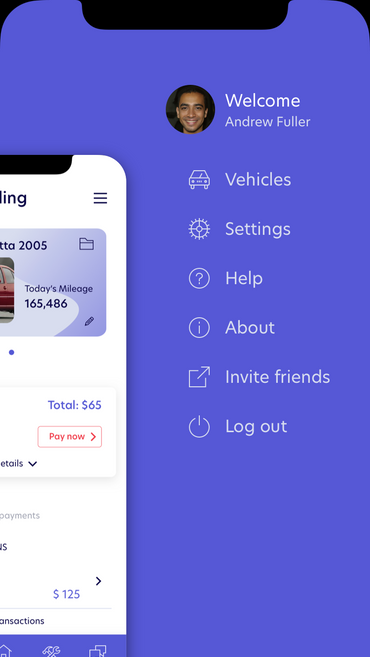 Welcome
Andrew Fuller
Vehicles
Settings
Help
About
Invite friends
Log out
ding
tta 2005
Today's Mileage
165,486
Total: $65
Pay now
etails
payments
us
$ 125
ansactions